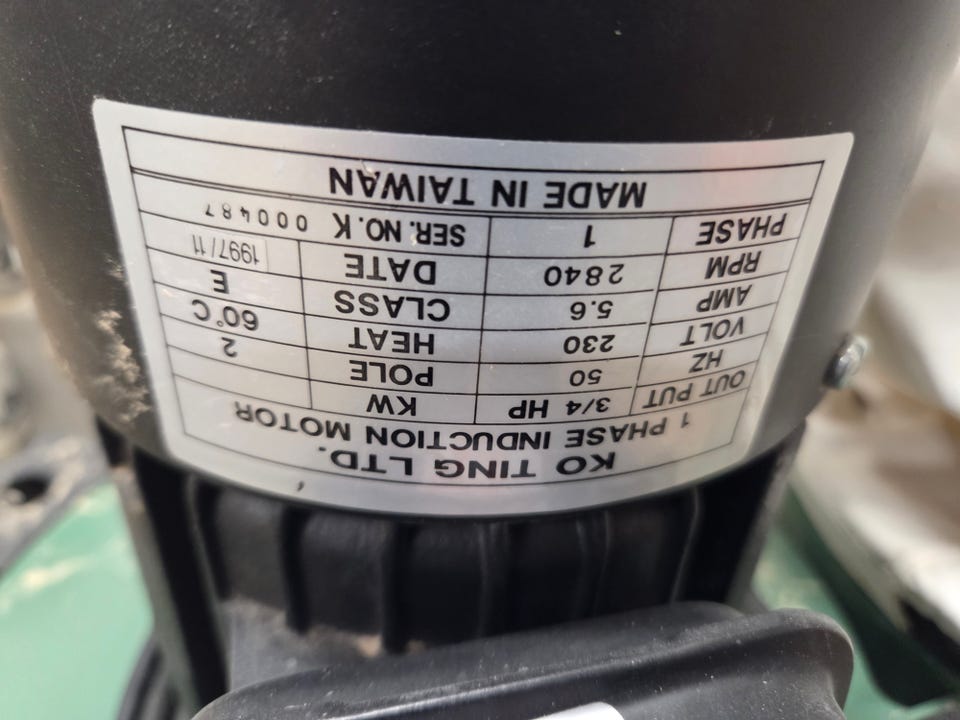 KO TING LTD.
1 PHASE INDUCTION MOTOR
OUT PUT 3/4 HP KW
HZ 50 POLE 2
VOLT 230 HEAT 60°C
AMP 5.6 CLASS E
RPM 2840 DATE 1997/11
PHASE 1 SER. NO. K 000487
MADE IN TAIWAN